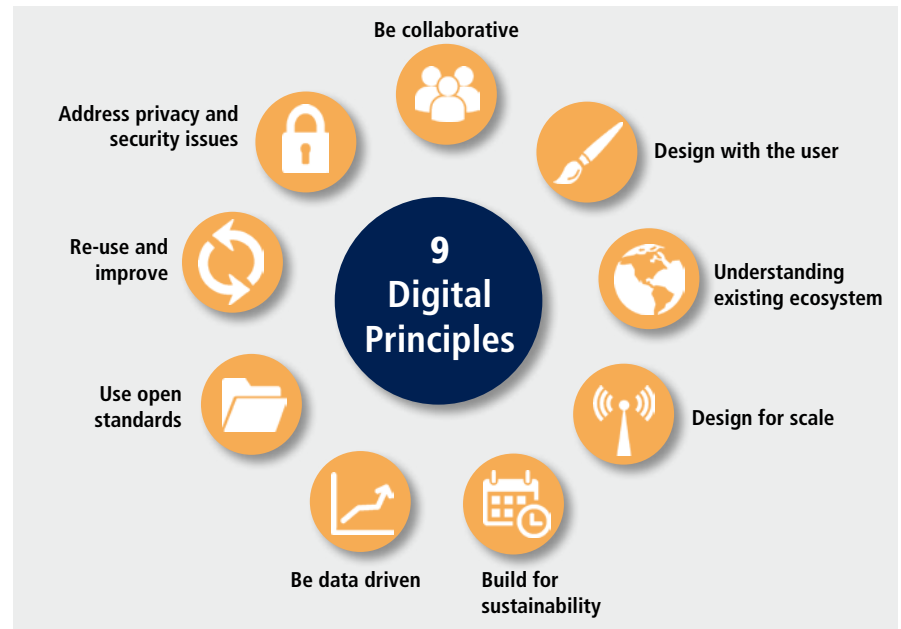 Be collaborative
Address privacy and
security issues
Design with the user
Re-use and
improve
9
Digital
Principles
Understanding
existing ecosystem
Use open
standards
Design for scale
Be data driven
Build for
sustainability